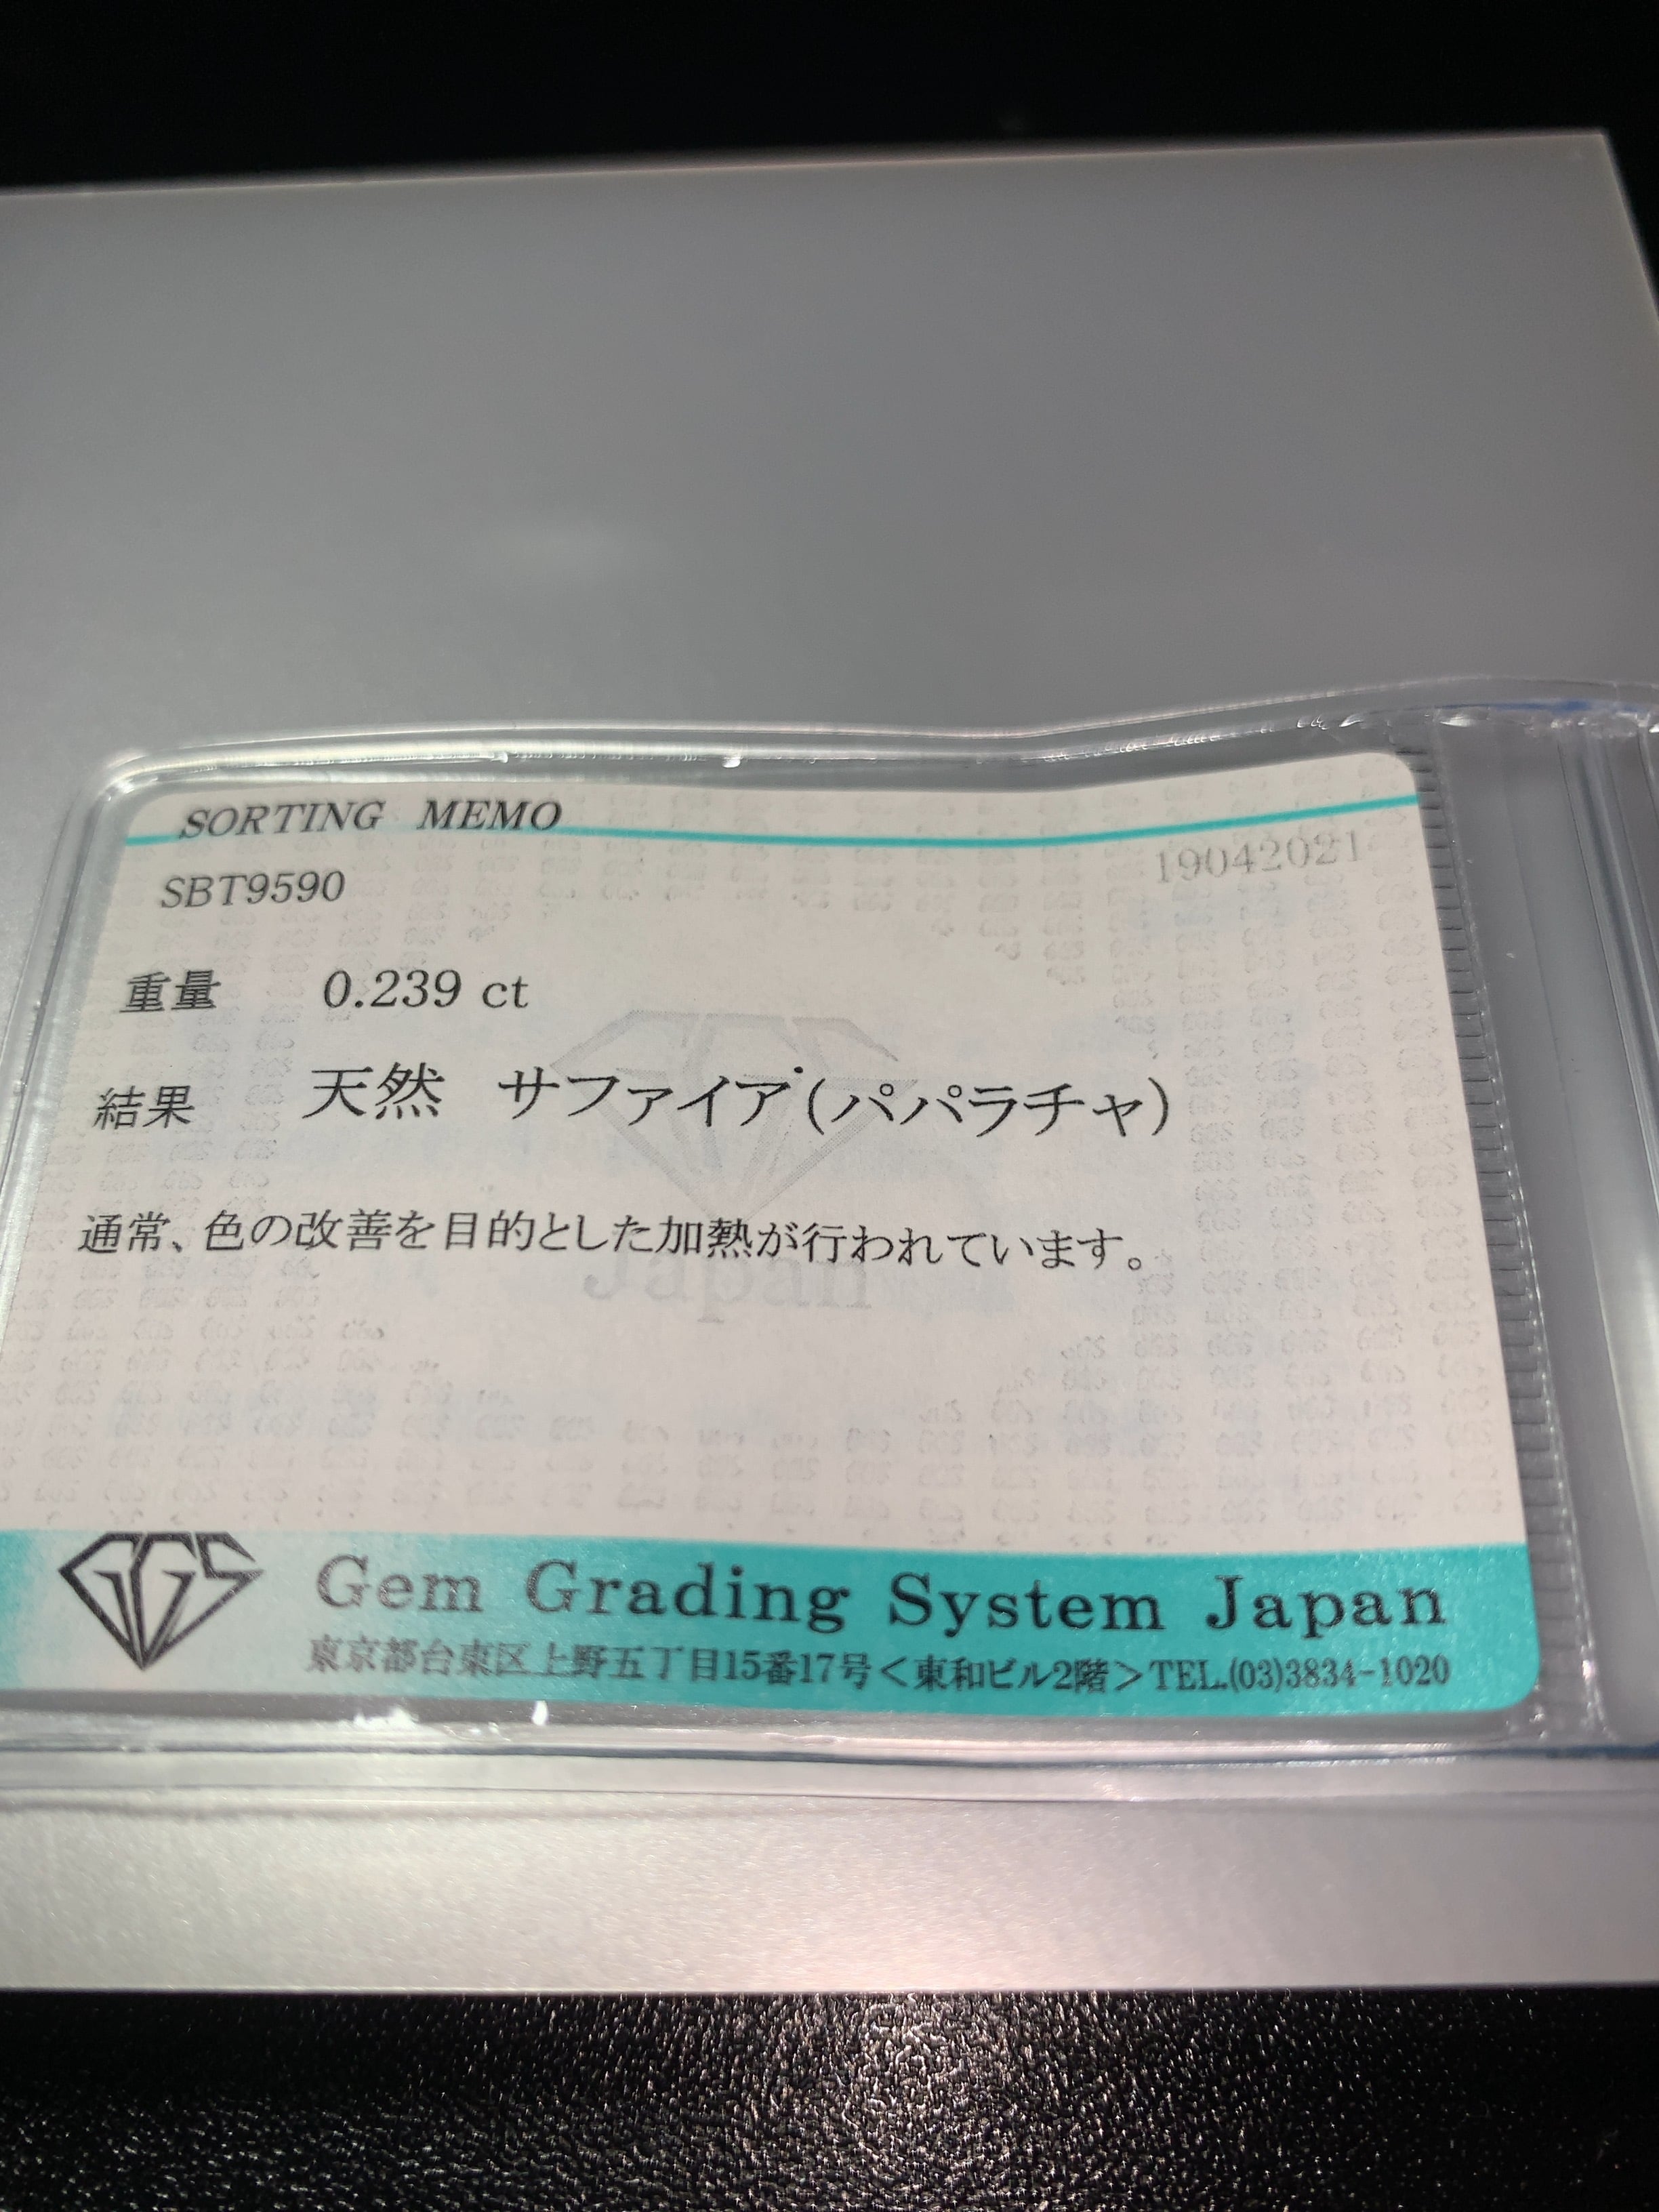 SORTING MEMO
19042021
SBT9590
重量 0.239 ct
結果 天然 サファイア (パパラチャ)
通常、色の改善を目的とした加熱が行われています。
Japan
GGS Gem Grading System Japan
東京都台東区上野五丁目15番17号<東和ビル2階>TEL.(03)3834-1020